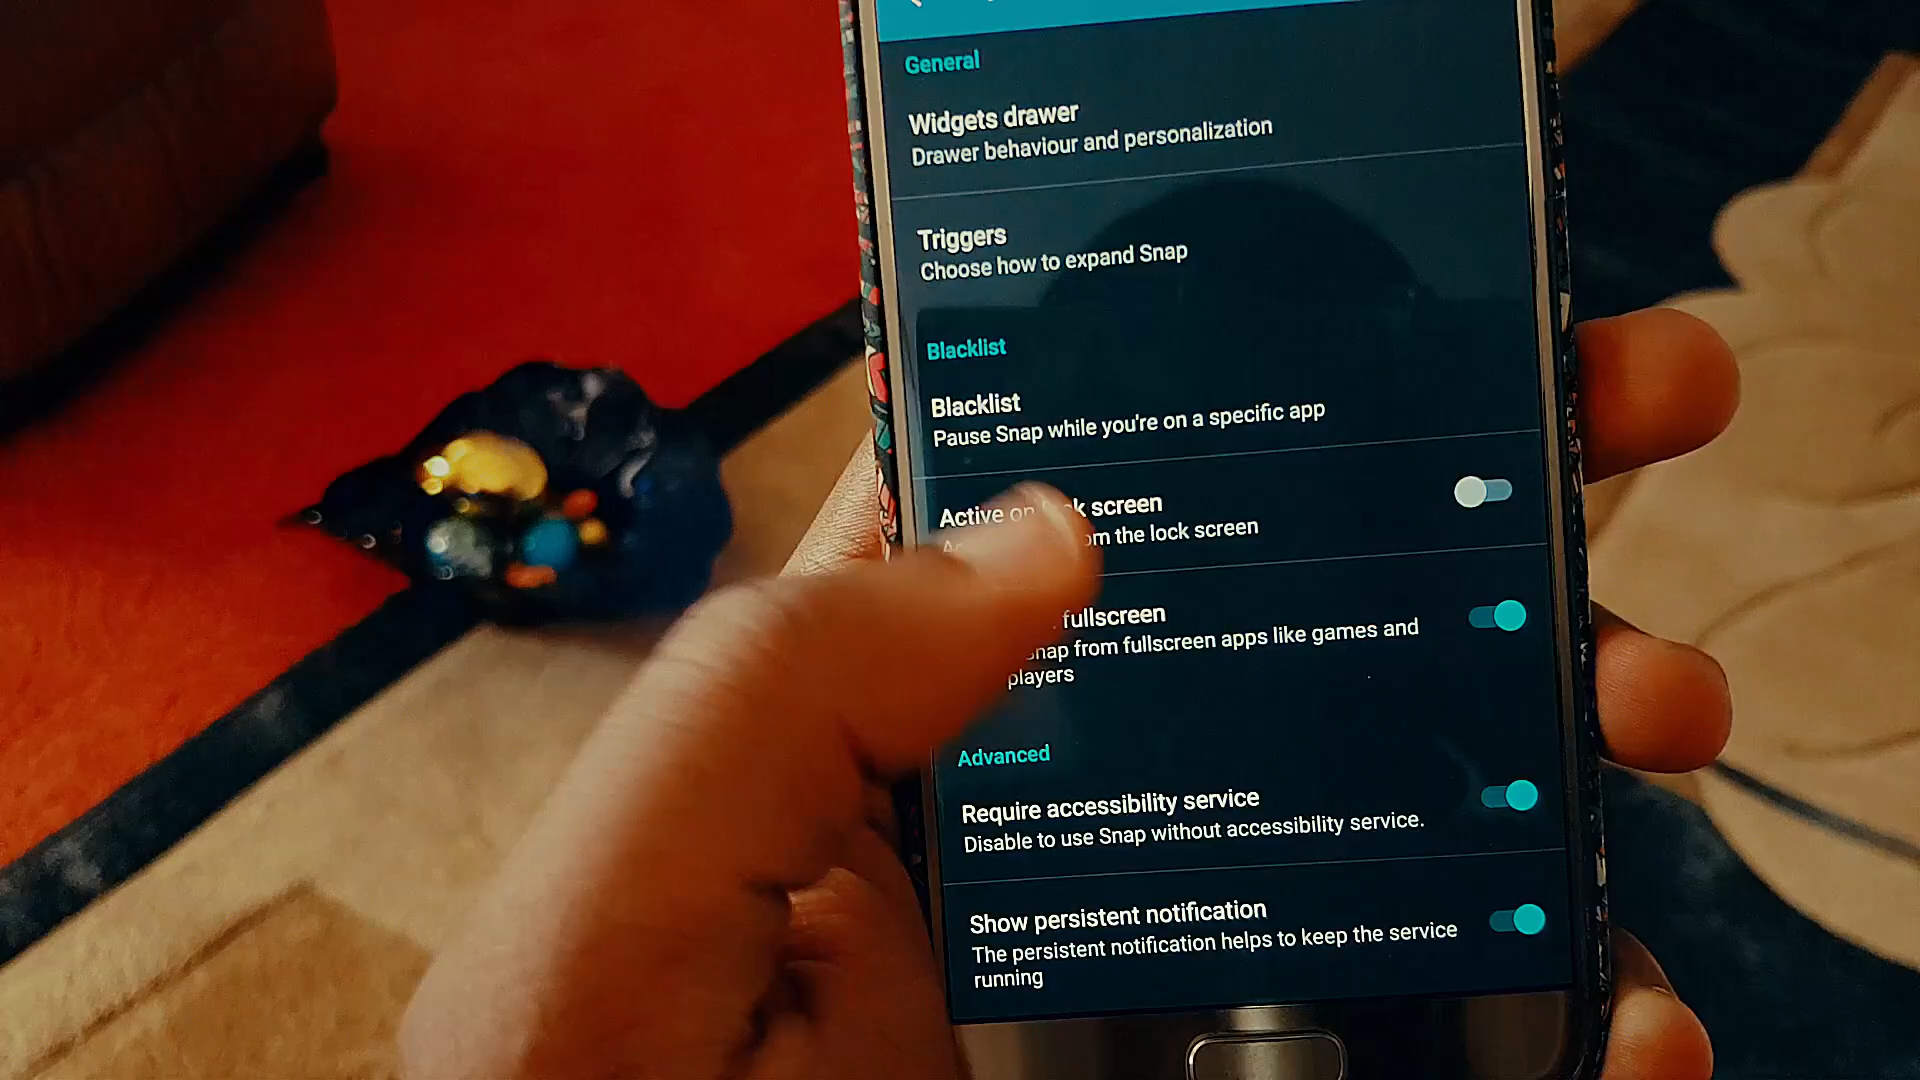 General
Widgets drawer
Drawer behaviour and personalization
Triggers
Choose how to expand Snap
Blacklist
Blacklist
Pause Snap while you're on a specific app
Active on screen
the lock screen
fullscreen
from fullscreen apps like games and
players
Advanced
Require accessibility service
Disable to use Snap without accessibility service.
Show persistent notification
The persistent notification helps to keep the service
running